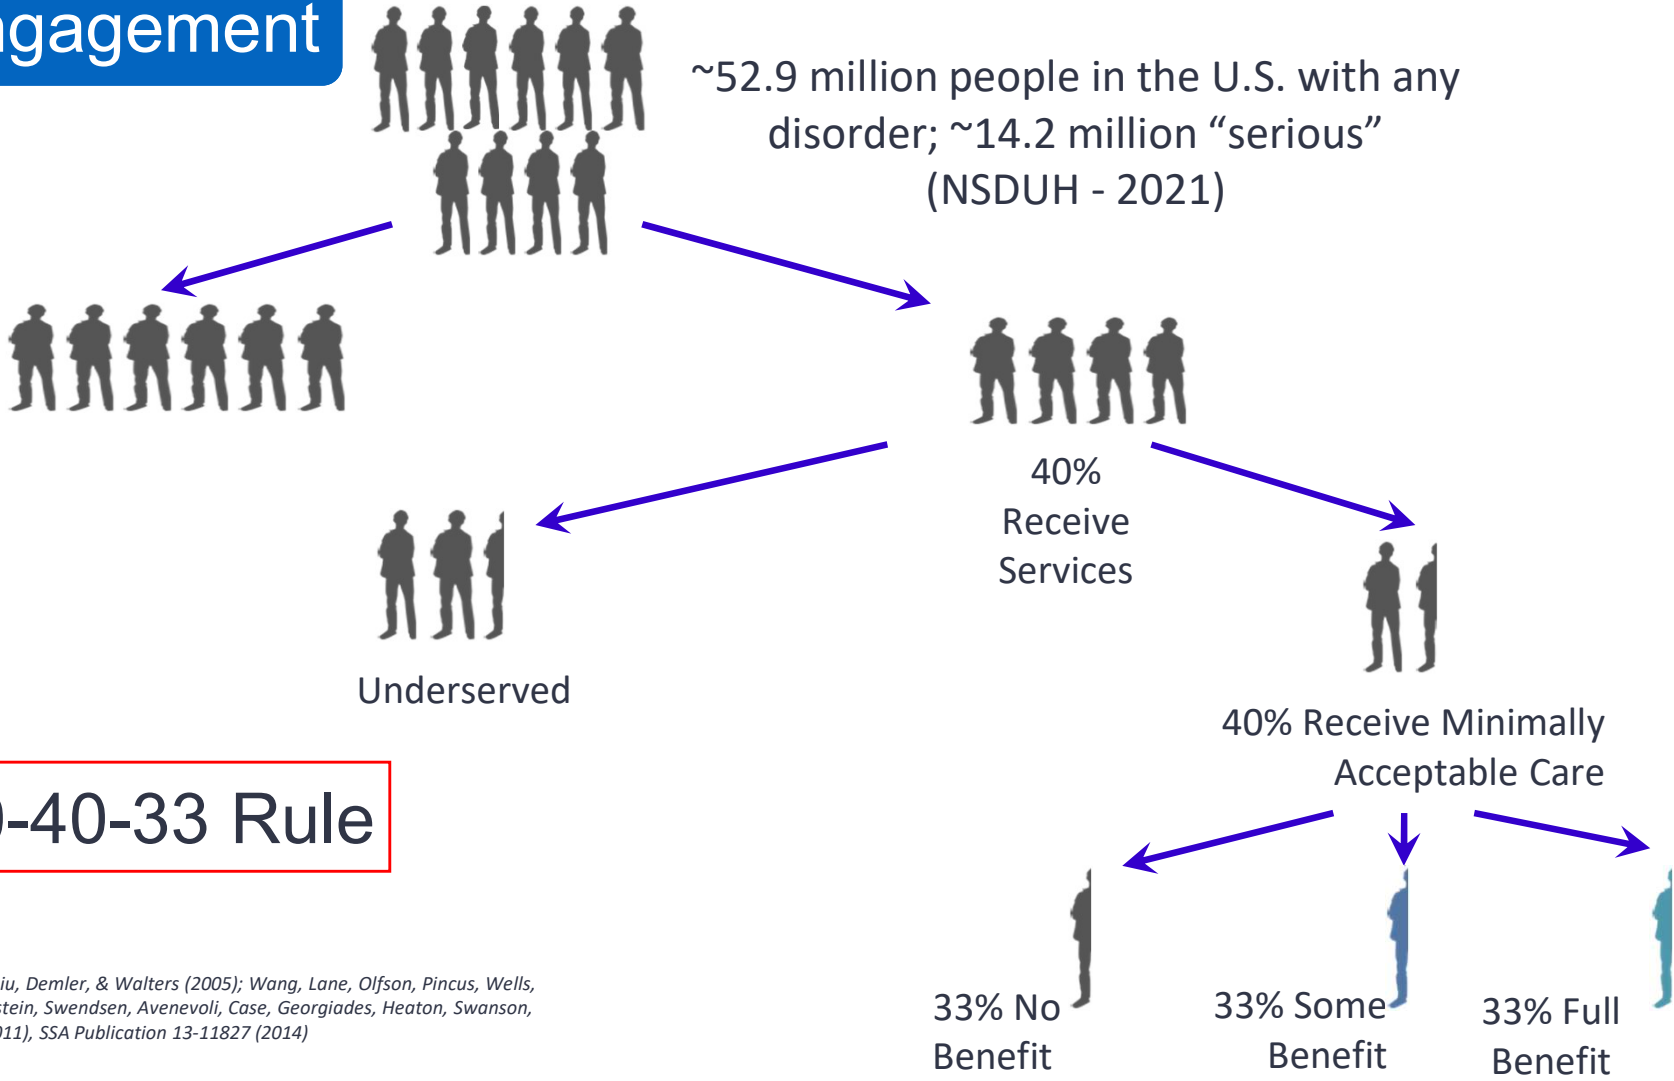 ngagement
~52.9 million people in the U.S. with any
disorder; ~14.2 million “serious”
(NSDUH - 2021)
40%
Receive
Services
Underserved
40% Receive Minimally
Acceptable Care
0-40-33 Rule
33% No
Benefit
33% Some
Benefit
33% Full
Benefit
iu, Demler, & Walters (2005); Wang, Lane, Olfson, Pincus, Wells,
stein, Swendsen, Avenevoli, Case, Georgiades, Heaton, Swanson,
011), SSA Publication 13-11827 (2014)